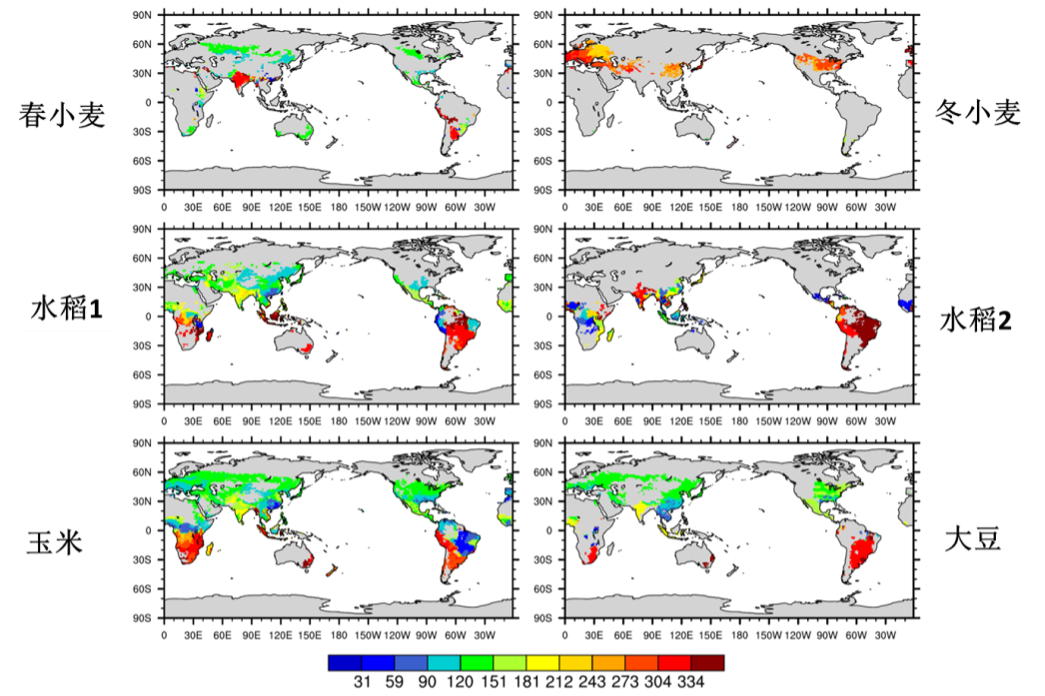 90N 90N
60N 60N
30N 30N
春小麦 0 0 冬小麦
30S 30S
60S 60S
90S 90S
0 30E 60E 90E 120E 150E 180 150W 120W 90W 60W 30W 0 30E 60E 90E 120E 150E 180 150W 120W 90W 60W 30W
90N 90N
60N 60N
30N 30N
水稻1 0 0 水稻2
30S 30S
60S 60S
90S 90S
0 30E 60E 90E 120E 150E 180 150W 120W 90W 60W 30W 0 30E 60E 90E 120E 150E 180 150W 120W 90W 60W 30W
90N 90N
60N 60N
30N 30N
玉米 0 0 大豆
30S 30S
60S 60S
90S 90S
0 30E 60E 90E 120E 150E 180 150W 120W 90W 60W 30W 0 30E 60E 90E 120E 150E 180 150W 120W 90W 60W 30W
31 59 90 120 151 181 212 243 273 304 334